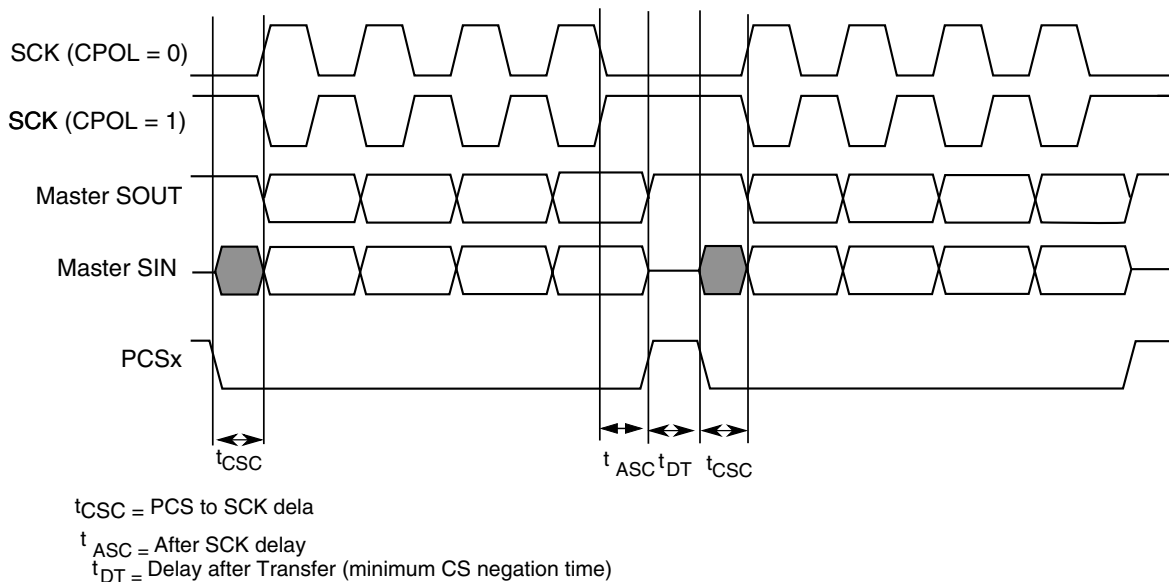 SCK (CPOL = 0)
SCK (CPOL = 1)
Master SOUT
Master SIN
PCSx
tCSC
t ASC
tDT
tCSC
tCSC = PCS to SCK dela
t ASC = After SCK delay
tDT = Delay after Transfer (minimum CS negation time)